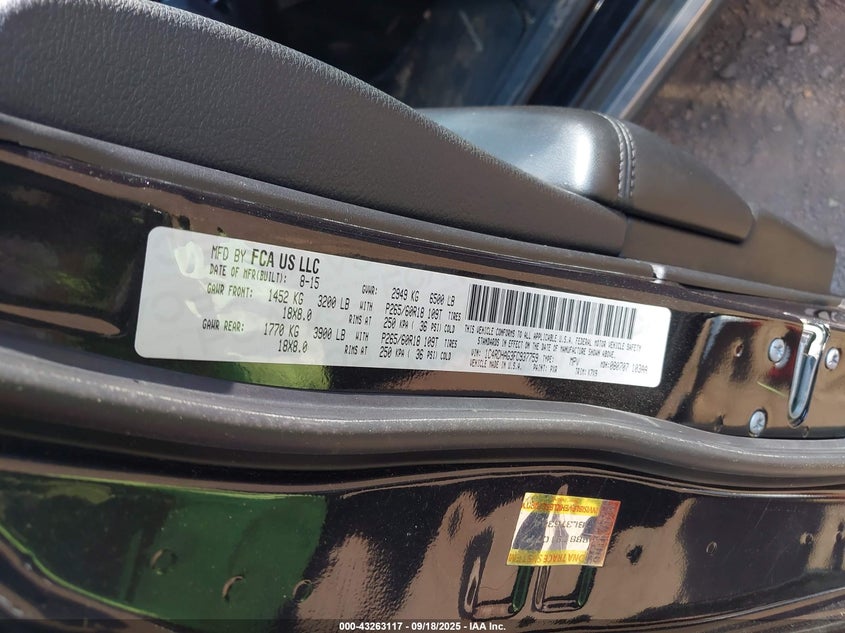 MFD BY FCA US LLC
DATE OF MFR(BUILT): 8-15
GVWR: 2949 KG 6500 LB
GAWR FRONT: 1452 KG 3200 LB WITH P265/60R18 109T TIRES
18X8.0 RIMS AT 250 KPA ( 36 PSI) COLD
GAWR REAR: 1770 KG 3900 LB WITH P265/60R18 109T TIRES
18X8.0 RIMS AT 250 KPA ( 36 PSI) COLD
THIS VEHICLE CONFORMS TO ALL APPLICABLE U.S.A. FEDERAL MOTOR VEHICLE SAFETY
STANDARDS IN EFFECT ON THE DATE OF MANUFACTURE SHOWN ABOVE.
TYPE: MPV
VEHICLE MADE IN U.S.A. PAINT: PXR
000-43263117 - 09/18/2025 - IAA Inc.